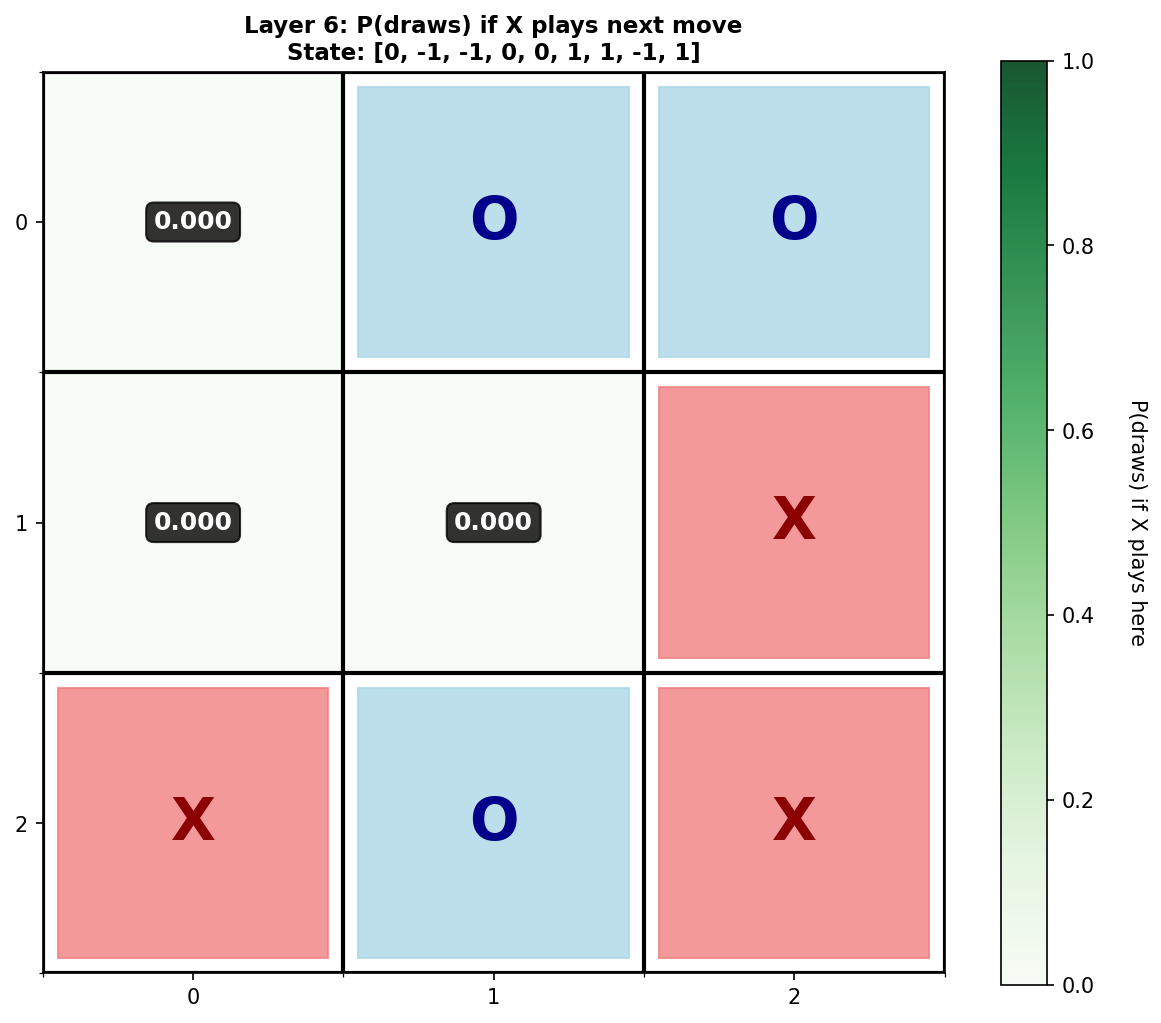 Layer 6: P(draws) if X plays next move
State: [0, -1, -1, 0, 0, 1, 1, -1, 1]
0
0.000
O
O
1
0.000
0.000
X
2
X
O
X
0
1
2
1.0
0.8
0.6
0.4
0.2
0.0
P(draws) if X plays here